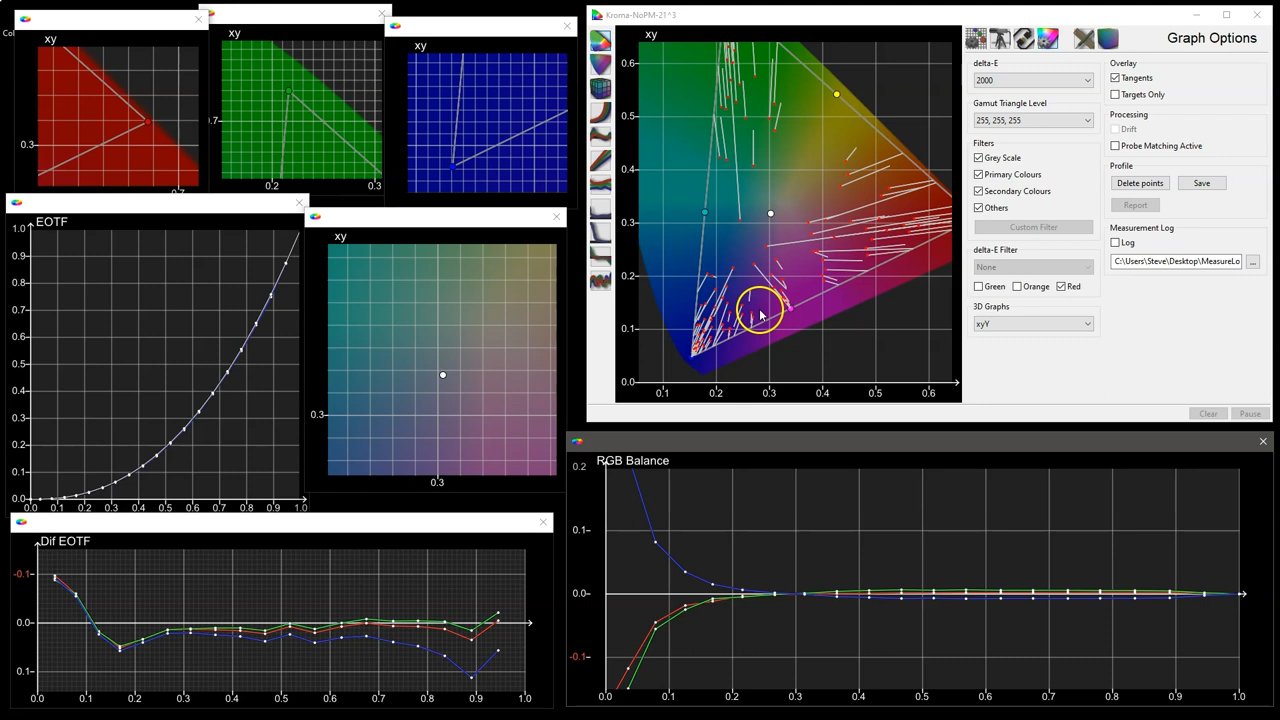 Co
xy
0.3
0.7
xy
0.7
0.2
0.3
xy
EOTF
1.0
0.9
0.8
0.7
0.6
0.5
0.4
0.3
0.2
0.1
0.0
0.0 0.1 0.2 0.3 0.4 0.5 0.6 0.7 0.8 0.9 1.0
xy
0.3
0.3
Dif EOTF
-0.1
0.0
0.1
0.0 0.1 0.2 0.3 0.4 0.5 0.6 0.7 0.8 0.9 1.0
Kroma-NoPM-21^3
xy
0.6
0.5
0.4
0.3
0.2
0.1
0.0
0.1 0.2 0.3 0.4 0.5 0.6
Graph Options
delta-E
2000
Gamut Triangle Level
255, 255, 255
Filters
Grey Scale
Primary Colours
Secondary Colours
Others
Custom Filter
delta-E Filter
None
Green Orange Red
3D Graphs
xyY
Overlay
Tangents
Targets Only
Processing
Drift
Probe Matching Active
Profile
Delete points Save
Report
Measurement Log
Log
C:\Users\Steve\Desktop\MeasureLo ...
Clear Pause
RGB Balance
0.2
0.1
0.0
-0.1
0.0 0.1 0.2 0.3 0.4 0.5 0.6 0.7 0.8 0.9 1.0